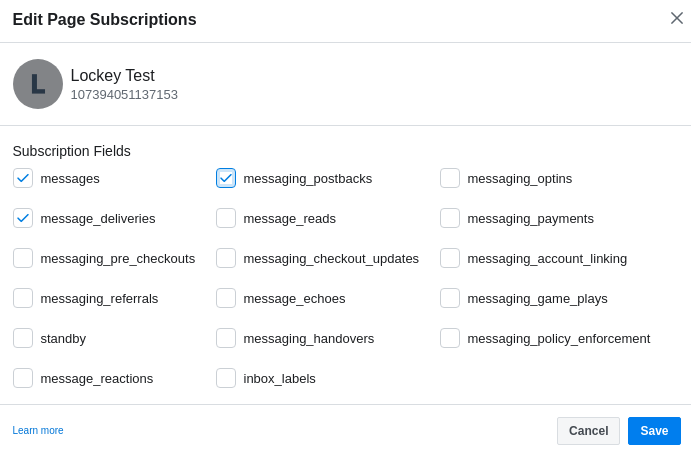 Edit Page Subscriptions
L
Lockey Test
107394051137153
Subscription Fields
messages messaging_postbacks messaging_optins
message_deliveries message_reads messaging_payments
messaging_pre_checkouts messaging_checkout_updates messaging_account_linking
messaging_referrals message_echoes messaging_game_plays
standby messaging_handovers messaging_policy_enforcement
message_reactions inbox_labels
Learn more Cancel Save